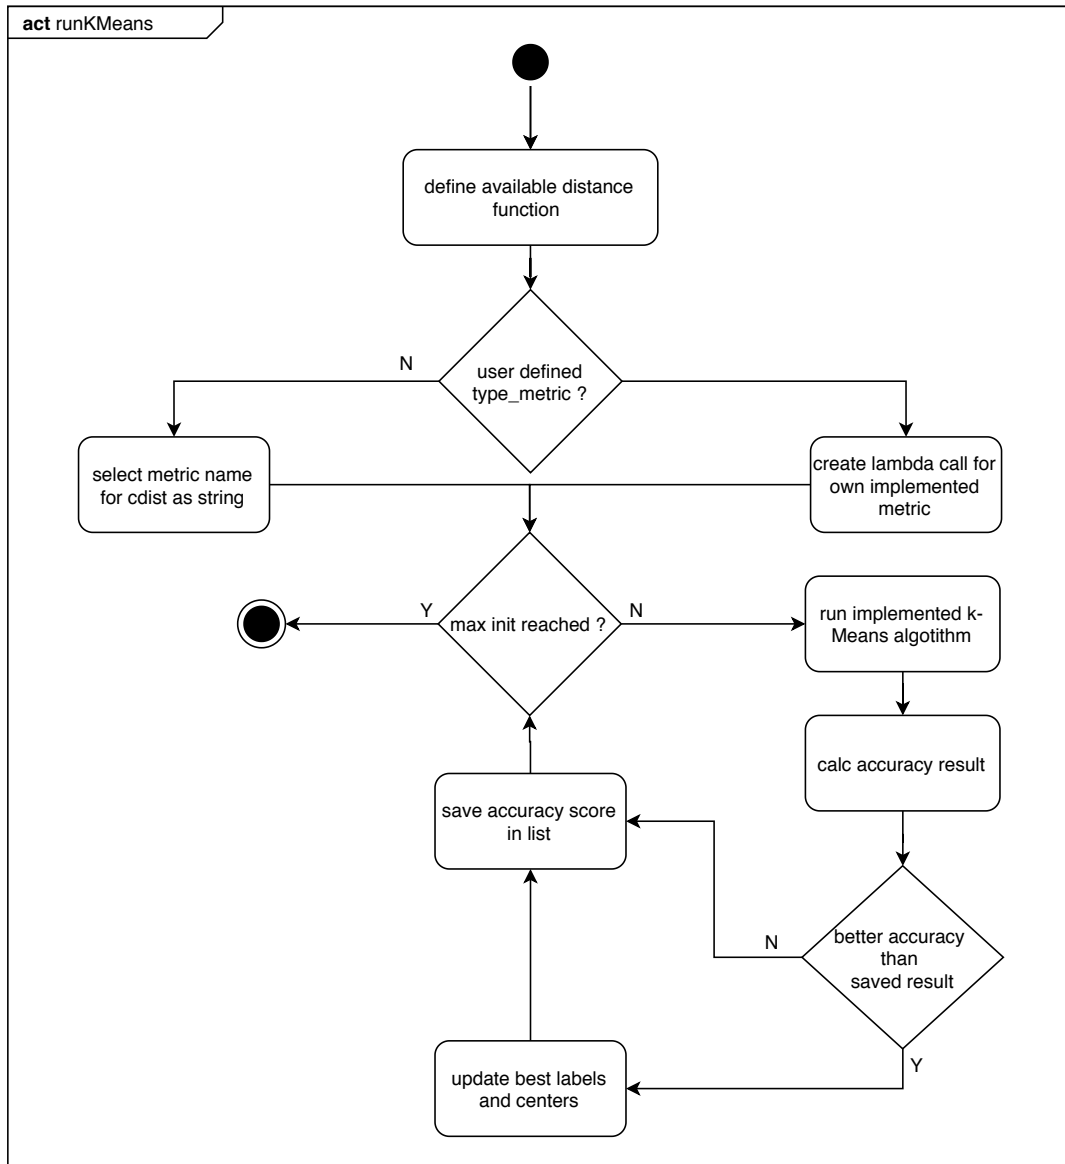 act runKMeans
define available distance
function
user defined
type_metric ?
N
select metric name
for cdist as string
create lambda call for
own implemented
metric
max init reached ?
Y
N
run implemented k-
Means algotithm
calc accuracy result
save accuracy score
in list
better accuracy
than
saved result
N
Y
update best labels
and centers